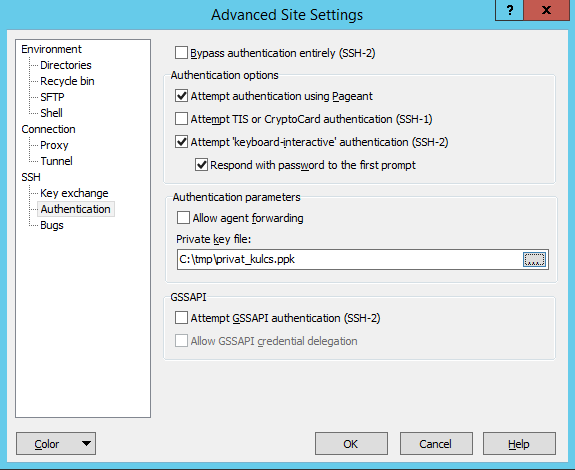 Advanced Site Settings
? x
Environment
Directories
Recycle bin
SFTP
Shell
Connection
Proxy
Tunnel
SSH
Key exchange
Authentication
Bugs
Bypass authentication entirely (SSH-2)
Authentication options
Attempt authentication using Pageant
Attempt TIS or CryptoCard authentication (SSH-1)
Attempt 'keyboard-interactive' authentication (SSH-2)
Respond with password to the first prompt
Authentication parameters
Allow agent forwarding
Private key file:
C:\tmp\privat_kulcs.ppk
...
GSSAPI
Attempt GSSAPI authentication (SSH-2)
Allow GSSAPI credential delegation
Color
OK
Cancel
Help